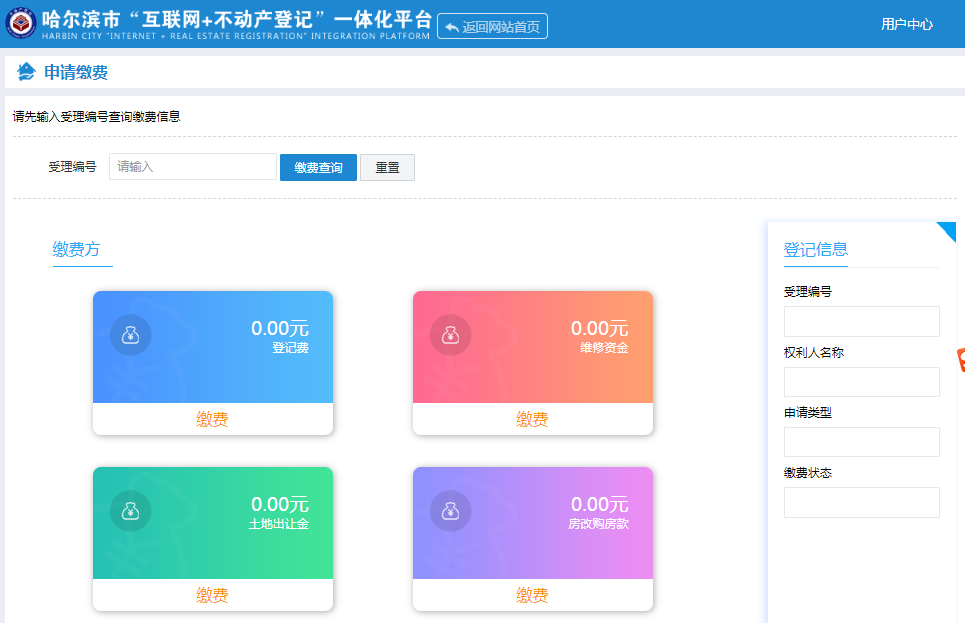 哈尔滨市“互联网+不动产登记”一体化平台
HARBIN CITY "INTERNET + REAL ESTATE REGISTRATION" INTEGRATION PLATFORM
返回网站首页
用户中心
申请缴费
请先输入受理编号查询缴费信息
受理编号 请输入 缴费查询 重置
缴费方
0.00元
登记费
缴费
0.00元
维修资金
缴费
0.00元
土地出让金
缴费
0.00元
房改购房款
缴费
登记信息
受理编号
权利人名称
申请类型
缴费状态